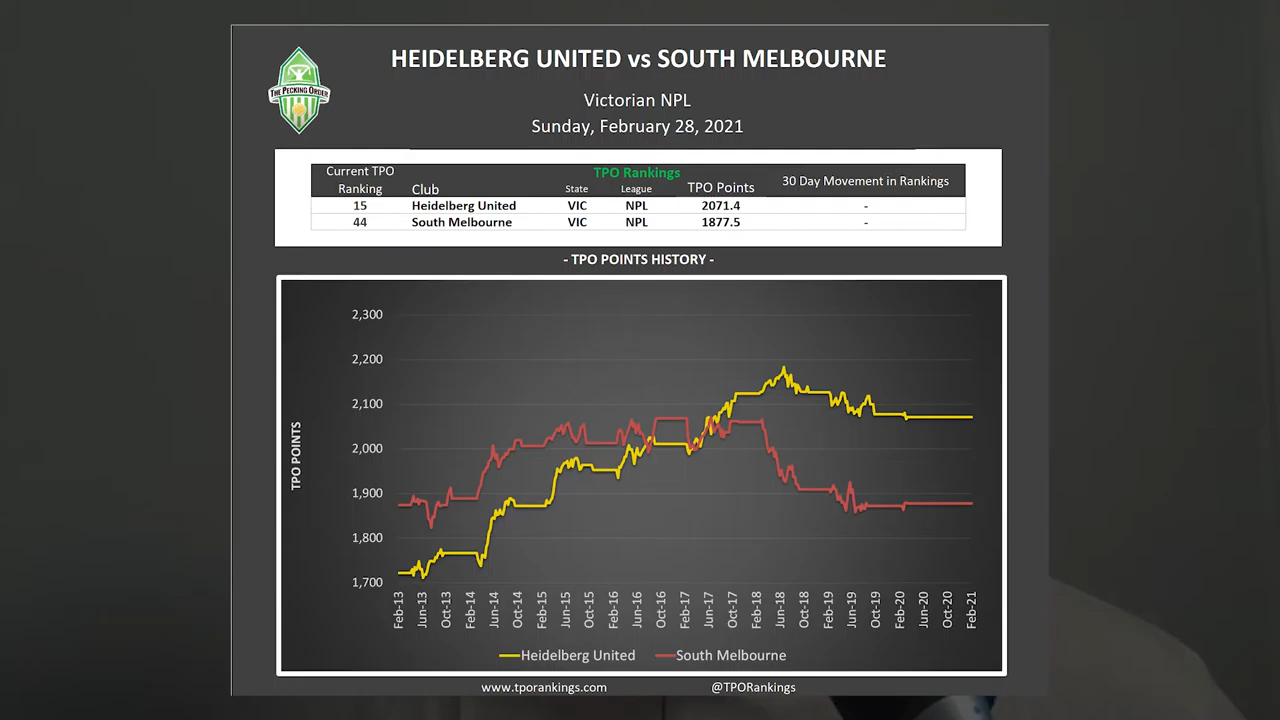 HEIDELBERG UNITED vs SOUTH MELBOURNE
THE PECKING ORDER
Victorian NPL
Sunday, February 28, 2021
Current TPO Ranking Club TPO Rankings State League TPO Points 30 Day Movement in Rankings
15 Heidelberg United VIC NPL 2071.4 -
44 South Melbourne VIC NPL 1877.5 -
- TPO POINTS HISTORY -
TPO POINTS
2,300
2,200
2,100
2,000
1,900
1,800
1,700
Feb-13 Jun-13 Oct-13 Feb-14 Jun-14 Oct-14 Feb-15 Jun-15 Oct-15 Feb-16 Jun-16 Oct-16 Feb-17 Jun-17 Oct-17 Feb-18 Jun-18 Oct-18 Feb-19 Jun-19 Oct-19 Feb-20 Jun-20 Oct-20 Feb-21
Heidelberg United South Melbourne
www.tporankings.com @TPORankings